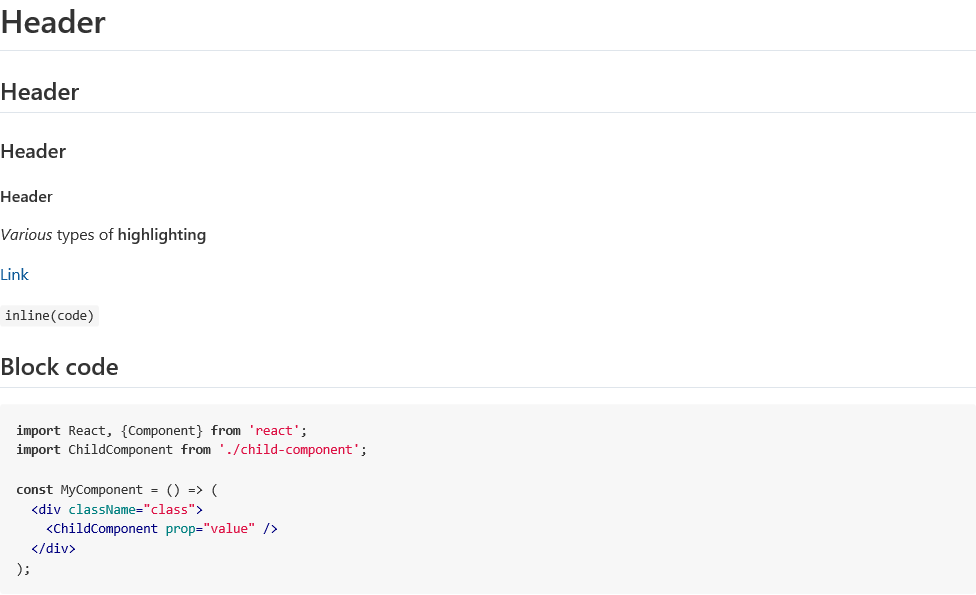 Header
Header
Header
Header
Various types of highlighting
Link
inline(code)
Block code
import React, {Component} from 'react';
import ChildComponent from './child-component';
const MyComponent = () => (
<div className="class">
<ChildComponent prop="value" />
</div>
);